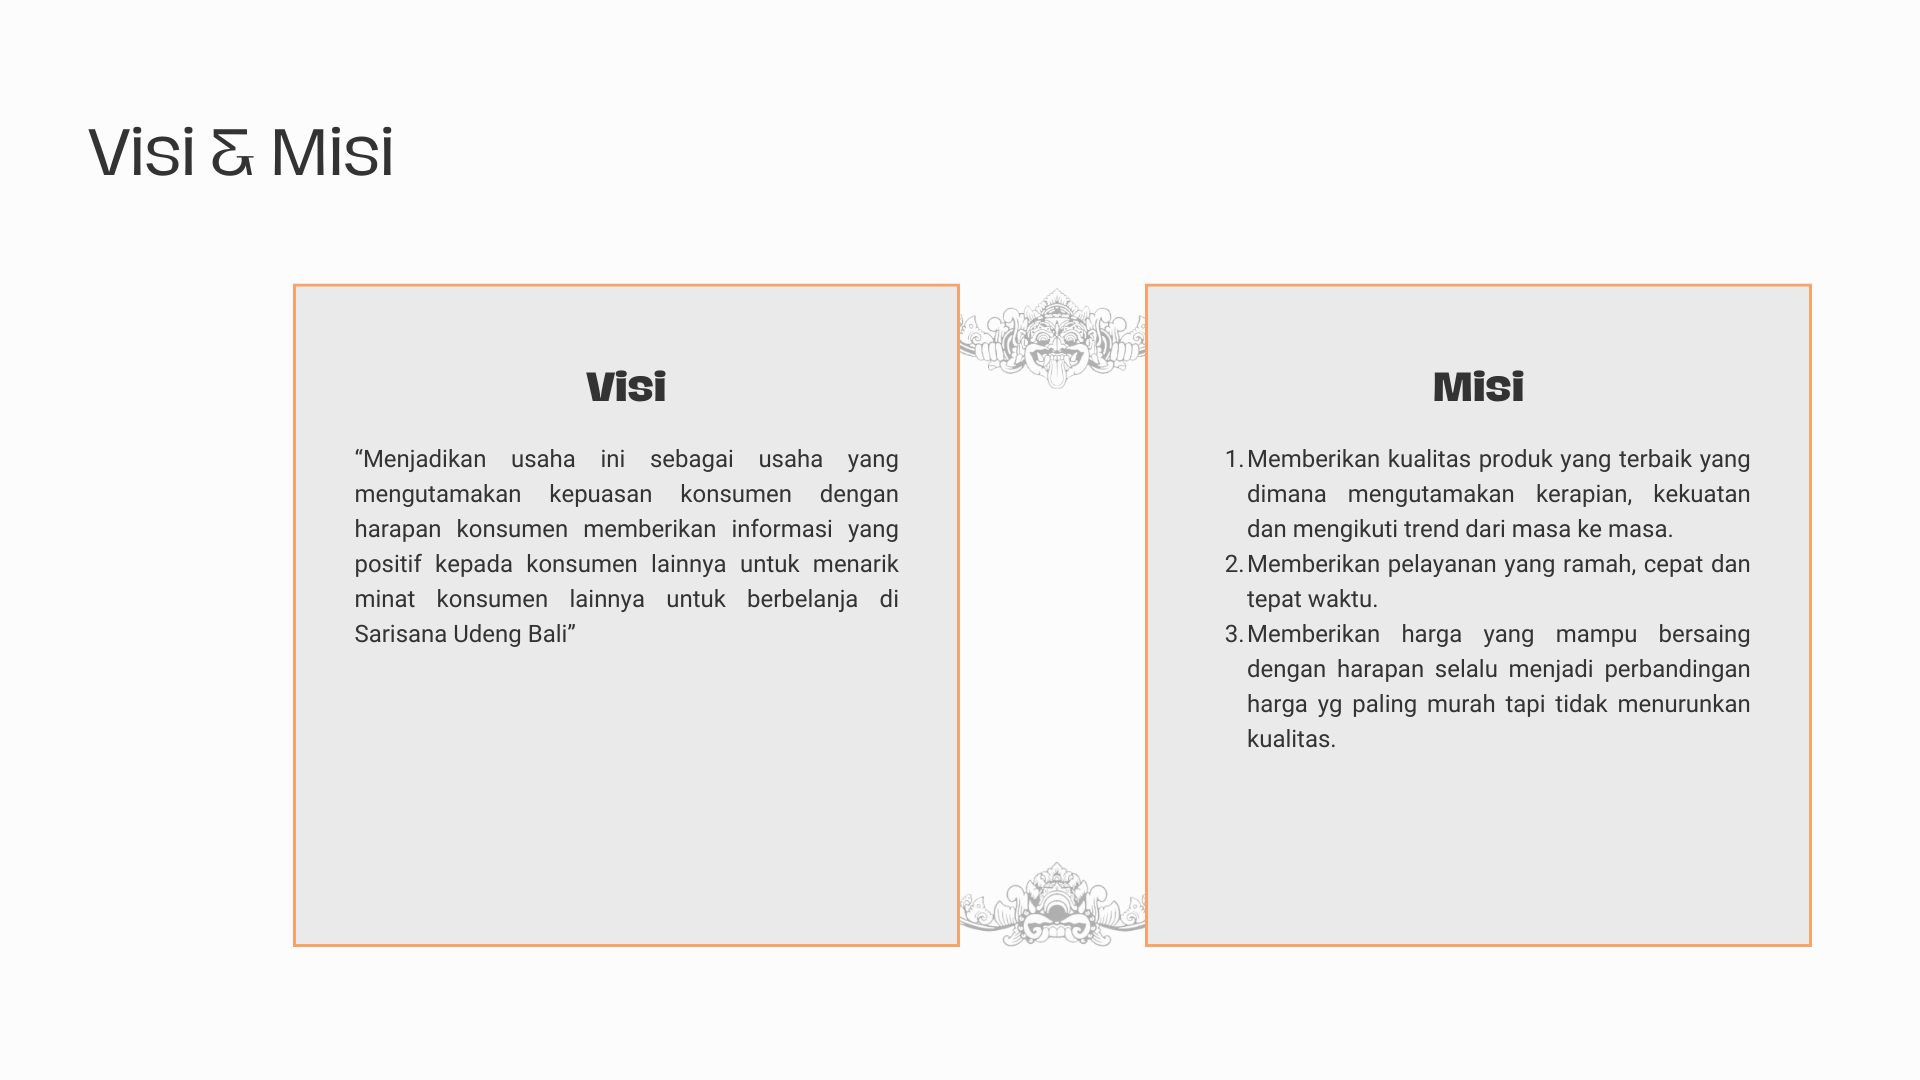 Visi & Misi
Visi
“Menjadikan usaha ini sebagai usaha yang
mengutamakan kepuasan konsumen dengan
harapan konsumen memberikan informasi yang
positif kepada konsumen lainnya untuk menarik
minat konsumen lainnya untuk berbelanja di
Sarisana Udeng Bali”
Misi
1. Memberikan kualitas produk yang terbaik yang
dimana mengutamakan kerapian, kekuatan
dan mengikuti trend dari masa ke masa.
2. Memberikan pelayanan yang ramah, cepat dan
tepat waktu.
3. Memberikan harga yang mampu bersaing
dengan harapan selalu menjadi perbandingan
harga yg paling murah tapi tidak menurunkan
kualitas.